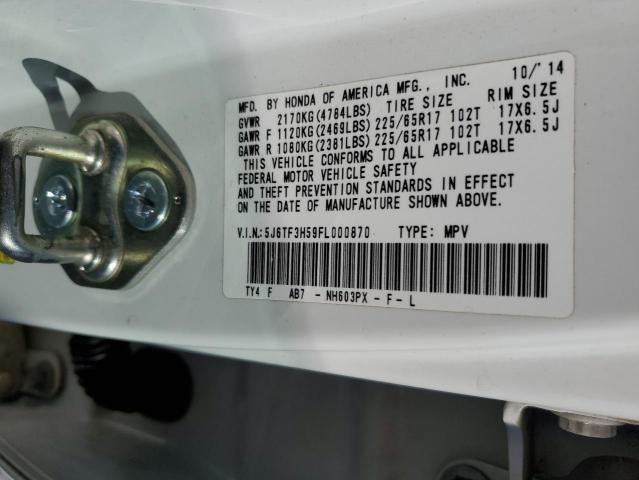 MFD. BY HONDA OF AMERICA MFG., INC. 10/'14
GVWR 2170KG(4784LBS) TIRE SIZE RIM SIZE
GAWR F 1120KG(2469LBS) 225/65R17 102T 17X6.5J
GAWR R 1080KG(2381LBS) 225/65R17 102T 17X6.5J
THIS VEHICLE CONFORMS TO ALL APPLICABLE
FEDERAL MOTOR VEHICLE SAFETY
AND THEFT PREVENTION STANDARDS IN EFFECT
ON THE DATE OF MANUFACTURE SHOWN ABOVE.
V.I.N.: 5J6TF3H59FL000870 TYPE: MPV
TY4 F AB7 - NH603PX - F - L